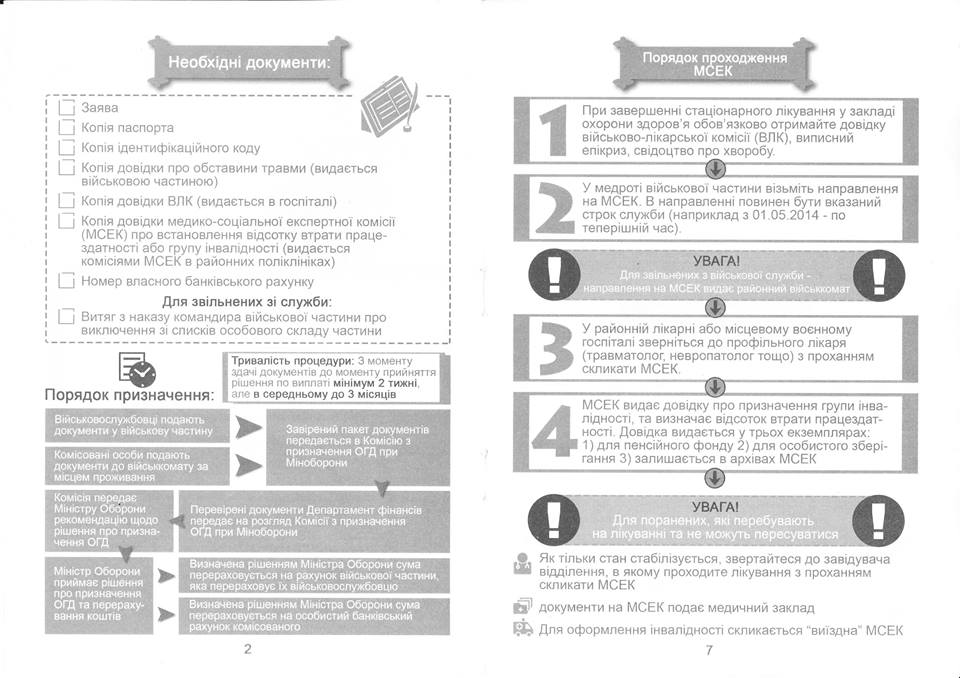 Необхідні документи:
Заява
Копія паспорта
Копія ідентифікаційного коду
Копія довідки про обставини травми (видається
військовою частиною)
Копія довідки ВЛК (видається в госпіталі)
Копія довідки медико-соціальної експертної комісії
(МСЕК) про встановлення відсотку втрати праце-
здатності або групу інвалідності (видається
комісіями МСЕК в районних поліклініках)
Номер власного банківського рахунку
Для звільнених зі служби:
Витяг з наказу командира військової частини про
виключення зі списків особового складу частини
Порядок призначення:
Тривалість процедури: З моменту
здачі документів до моменту прийняття
рішення по виплаті мінімум 2 тижні,
але в середньому до 3 місяців
Військовослужбовці подають
документи у військову частину
Комісовані особи подають
документи до військкомату за
місцем проживання
Завірений пакет документів
передається в Комісію з
призначення ОГД при
Міноборони
Перевірені документи Департамент фінансів
передає на розгляд Комісії з призначення
ОГД при Міноборони
Комісія передає
Міністру Оборони
рекомендацію щодо
рішення про призна-
чення ОГД
Міністр Оборони
приймає рішення
про призначення
ОГД та перераху-
вання коштів
Визначена рішенням Міністра Оборони сума
перераховується на рахунок військової частини,
яка перераховує їх військовослужбовцю
Визначена рішенням Міністра Оборони сума
перераховується на особистий банківський
рахунок комісованого
2
Порядок проходження
МСЕК
1
При завершенні стаціонарного лікування у закладі
охорони здоров’я обов’язково отримайте довідку
військово-лікарської комісії (ВЛК), виписний
епікриз, свідоцтво про хворобу.
2
У медроті військової частини візьміть направлення
на МСЕК. В направленні повинен бути вказаний
строк служби (наприклад з 01.05.2014 - по
теперішній час).
УВАГА!
Для звільнених з військової служби -
направлення на МСЕК видає районний військкомат
3
У районній лікарні або місцевому воєнному
госпіталі зверніться до профільного лікаря
(травматолог, невропатолог тощо) з проханням
скликати МСЕК.
4
МСЕК видає довідку про призначення групи інва-
лідності, та визначає відсоток втрати працездат-
ності. Довідка видається у трьох екземплярах:
1) для пенсійного фонду 2) для особистого збері-
гання 3) залишається в архівах МСЕК
УВАГА!
Для поранених, які перебувають
на лікуванні та не можуть пересуватися
Як тільки стан стабілізується, звертайтеся до завідувача
відділення, в якому проходите лікування з проханням
скликати МСЕК
документи на МСЕК подає медичний заклад
Для оформлення інвалідності скликається “виїздна” МСЕК
7